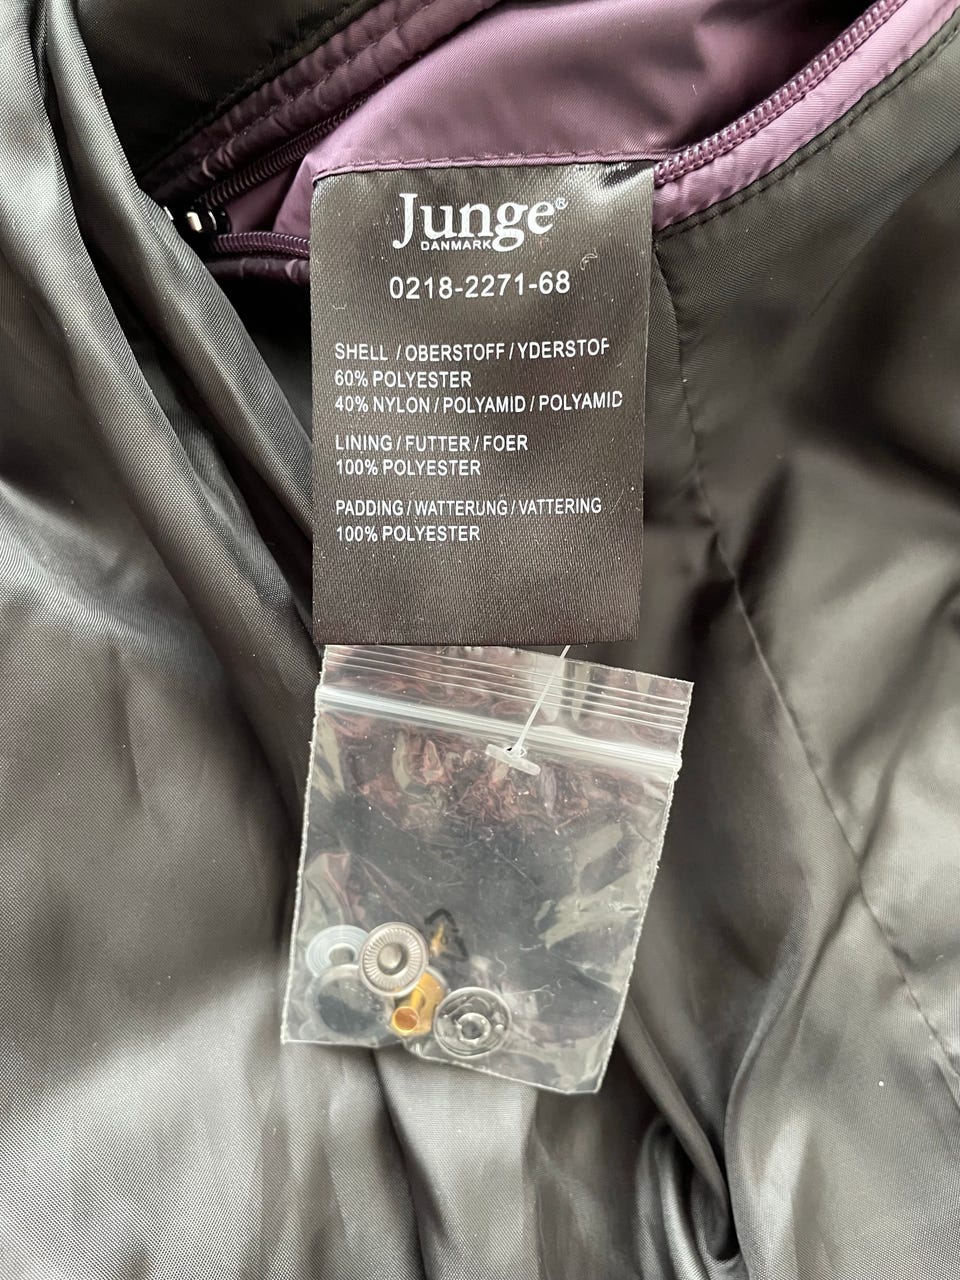 Junge®
DANMARK
0218-2271-68
SHELL / OBERSTOFF / YDERSTOF
60% POLYESTER
40% NYLON / POLYAMID / POLYAMID
LINING / FUTTER / FOER
100% POLYESTER
PADDING / WATTERUNG / VATTERING
100% POLYESTER